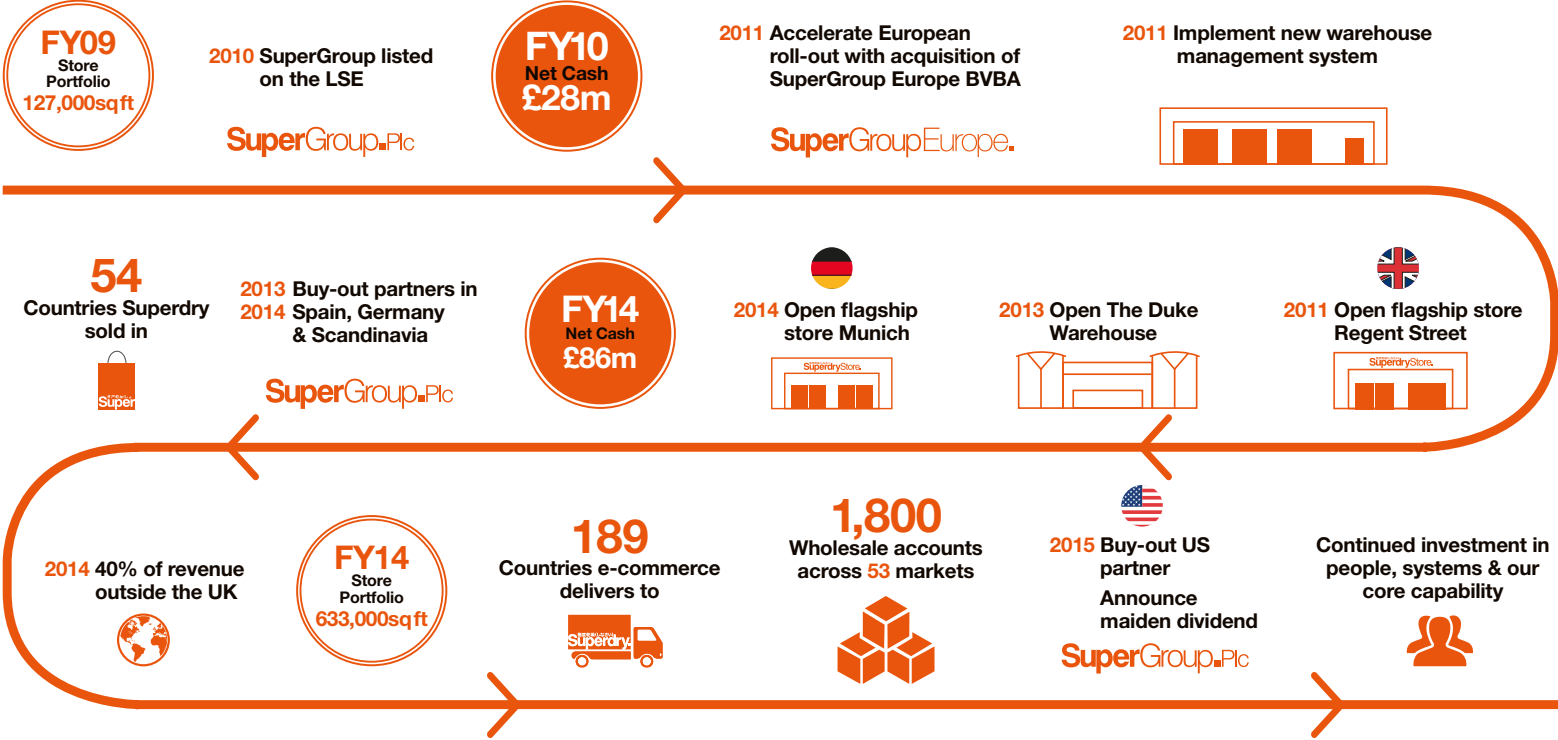 FY09
Store
Portfolio
127,000sq ft
2010 SuperGroup listed
on the LSE
SuperGroup.Plc
FY10
Net Cash
£28m
2011 Accelerate European
roll-out with acquisition of
SuperGroup Europe BVBA
SuperGroupEurope.
2011 Implement new warehouse
management system
54
Countries Superdry
sold in
Super
2013 Buy-out partners in
2014 Spain, Germany
& Scandinavia
SuperGroup.Plc
FY14
Net Cash
£86m
2014 Open flagship
store Munich
SuperdryStore.
2013 Open The Duke
Warehouse
2011 Open flagship store
Regent Street
SuperdryStore.
2014 40% of revenue
outside the UK
FY14
Store
Portfolio
633,000sq ft
189
Countries e-commerce
delivers to
Superdry.
1,800
Wholesale accounts
across 53 markets
2015 Buy-out US
partner
Announce
maiden dividend
SuperGroup.Plc
Continued investment in
people, systems & our
core capability